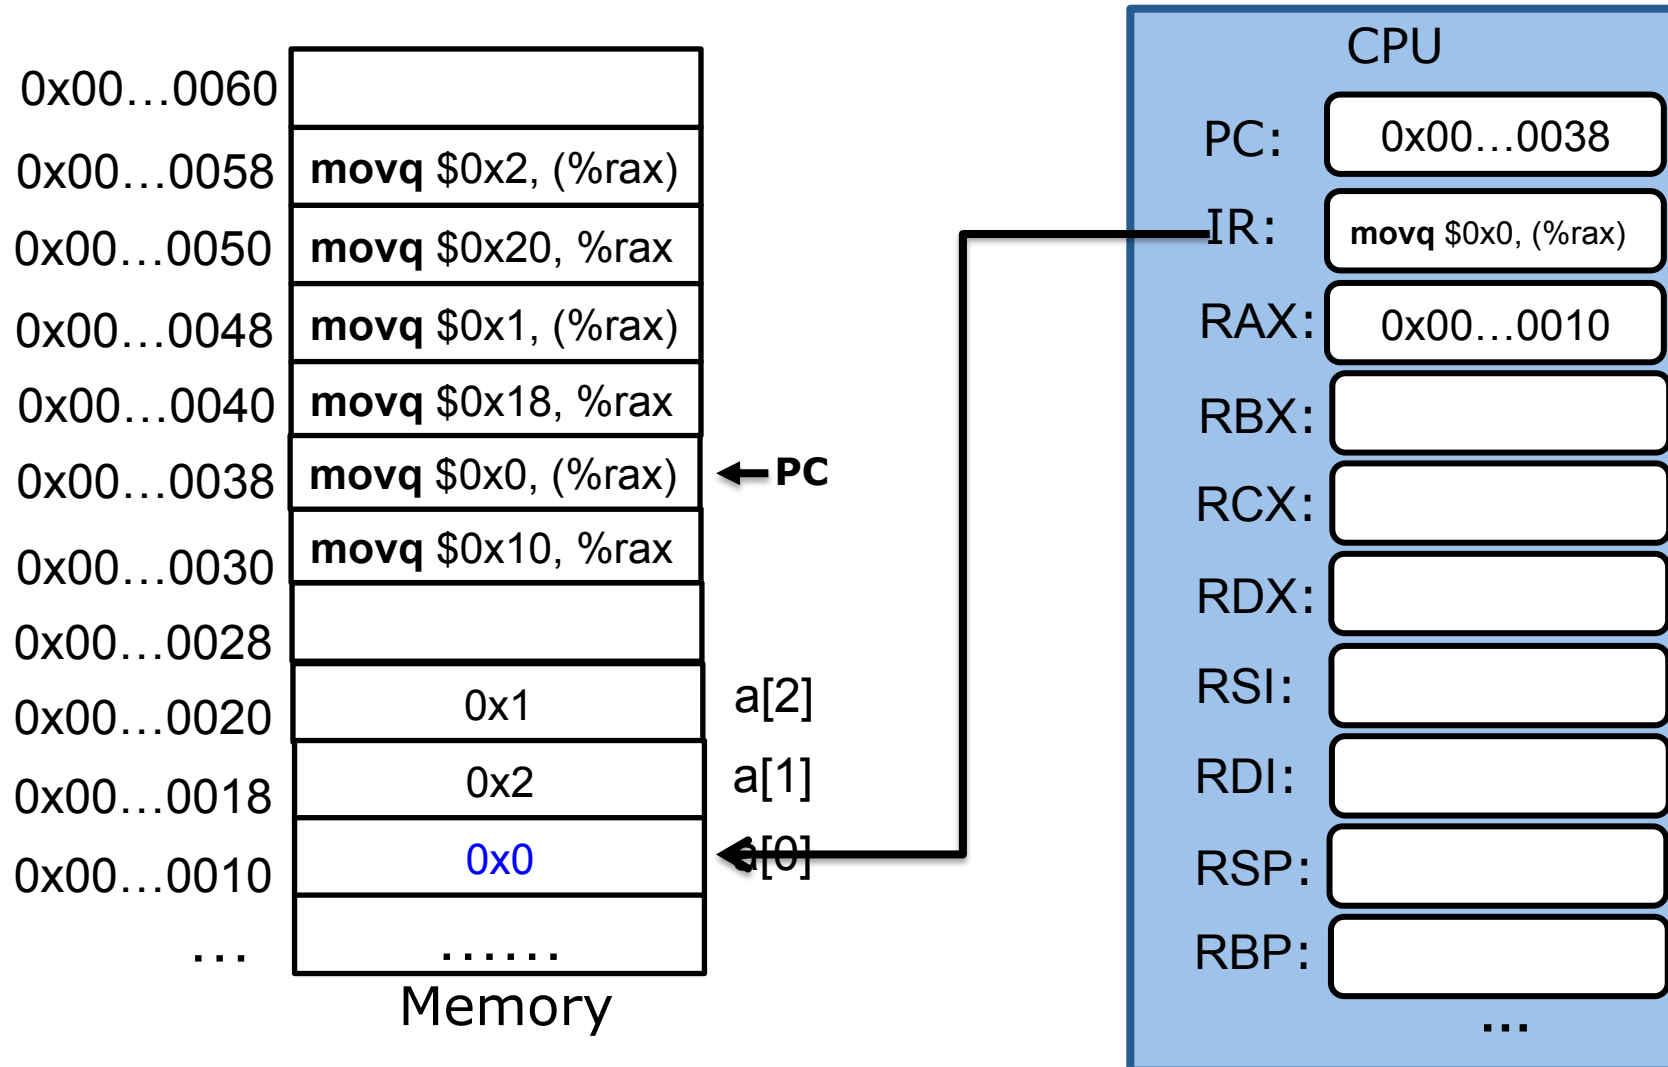 0x00…0060
0x00…0058 movq $0x2, (%rax)
0x00…0050 movq $0x20, %rax
0x00…0048 movq $0x1, (%rax)
0x00…0040 movq $0x18, %rax
0x00…0038 movq $0x0, (%rax) PC
0x00…0030 movq $0x10, %rax
0x00…0028
0x00…0020 0x1 a[2]
0x00…0018 0x2 a[1]
0x00…0010 0x0 a[0]
… ……
Memory
CPU
PC: 0x00…0038
IR: movq $0x0, (%rax)
RAX: 0x00…0010
RBX:
RCX:
RDX:
RSI:
RDI:
RSP:
RBP:
…